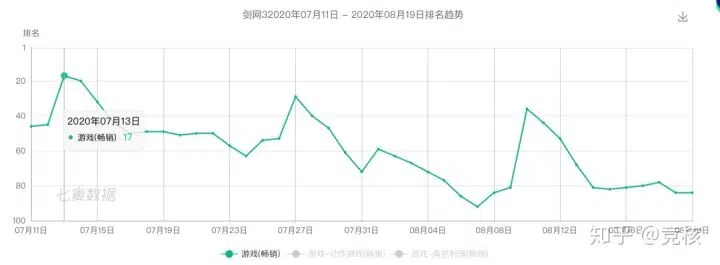 剑网32020年07月11日 – 2020年08月19日排名趋势
排名
1
20
2020年07月13日
游戏(畅销) 17
40
60
80
七麦数据
100
07月11日 07月15日 07月19日 07月23日 07月27日 07月31日 08月04日 08月08日 08月12日
知乎 @竞核
游戏(畅销) 游戏-动作游戏(畅销) 游戏-角色扮演(畅销)